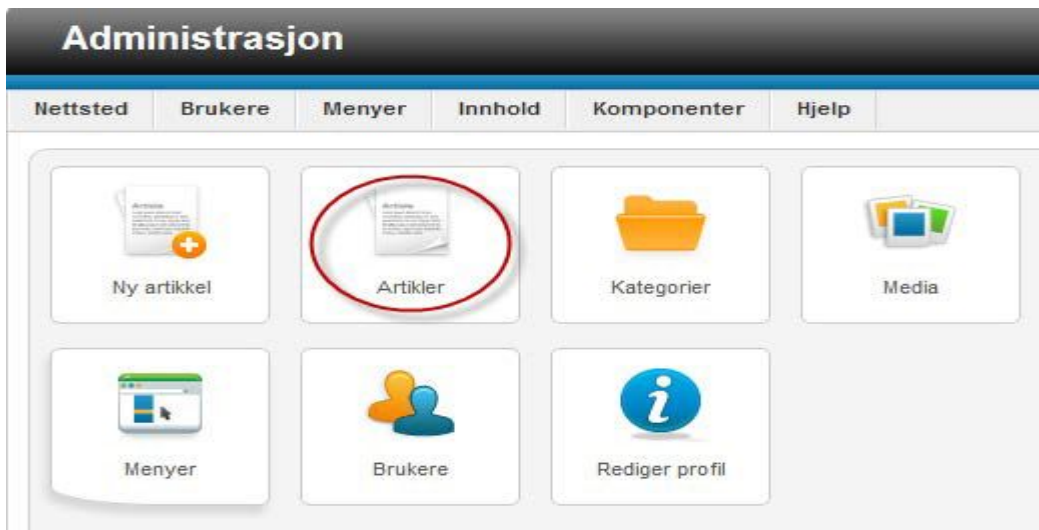 Administrasjon
Nettsted Brukere Menyer Innhold Komponenter Hjelp
Ny artikkel Artikler Kategorier Media
Menyer Brukere Rediger profil